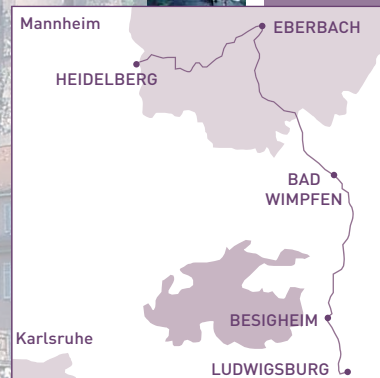 Mannheim
EBERBACH
HEIDELBERG
BAD
WIMPFEN
BESIGHEIM
Karlsruhe
LUDWIGSBURG